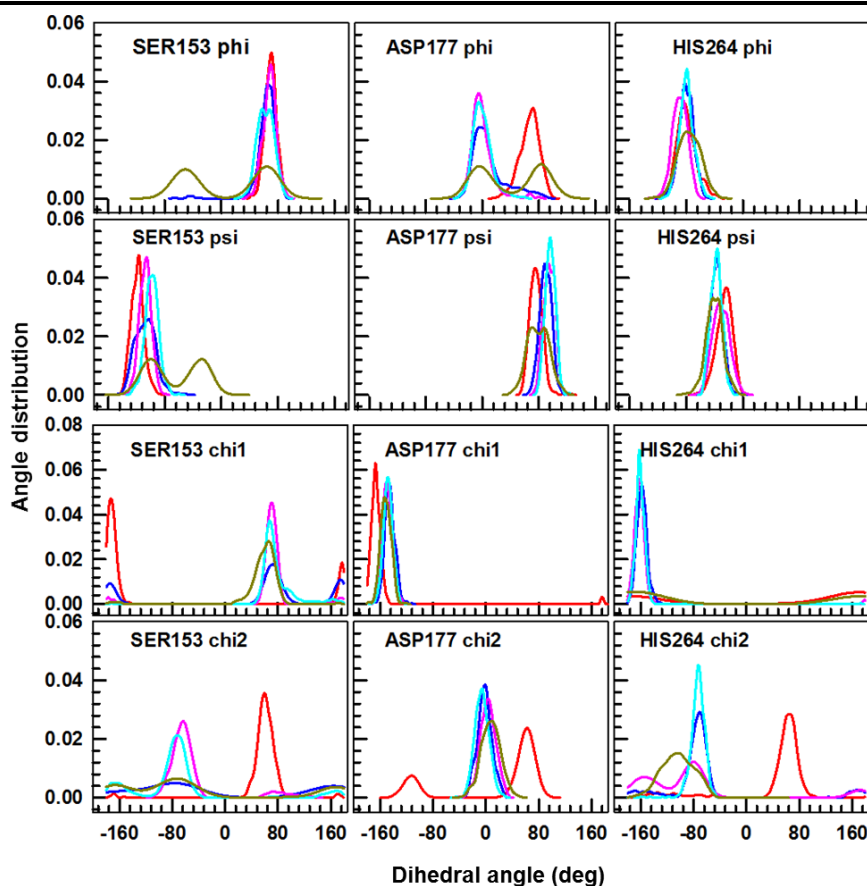 Angle distribution
0.06
0.04
0.02
0.00
SER153 phi
ASP177 phi
HIS264 phi
0.06
0.04
0.02
0.00
SER153 psi
ASP177 psi
HIS264 psi
0.08
0.06
0.04
0.02
0.00
SER153 chi1
ASP177 chi1
HIS264 chi1
0.06
0.04
0.02
0.00
SER153 chi2
ASP177 chi2
HIS264 chi2
-160 -80 0 80 160 -160 -80 0 80 160 -160 -80 0 80 160
Dihedral angle (deg)